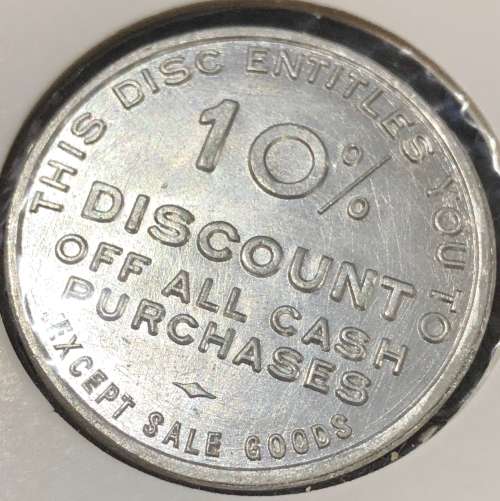 THIS DISC ENTITLES YOU TO
10%
DISCOUNT
OFF ALL CASH
PURCHASES
EXCEPT SALE GOODS